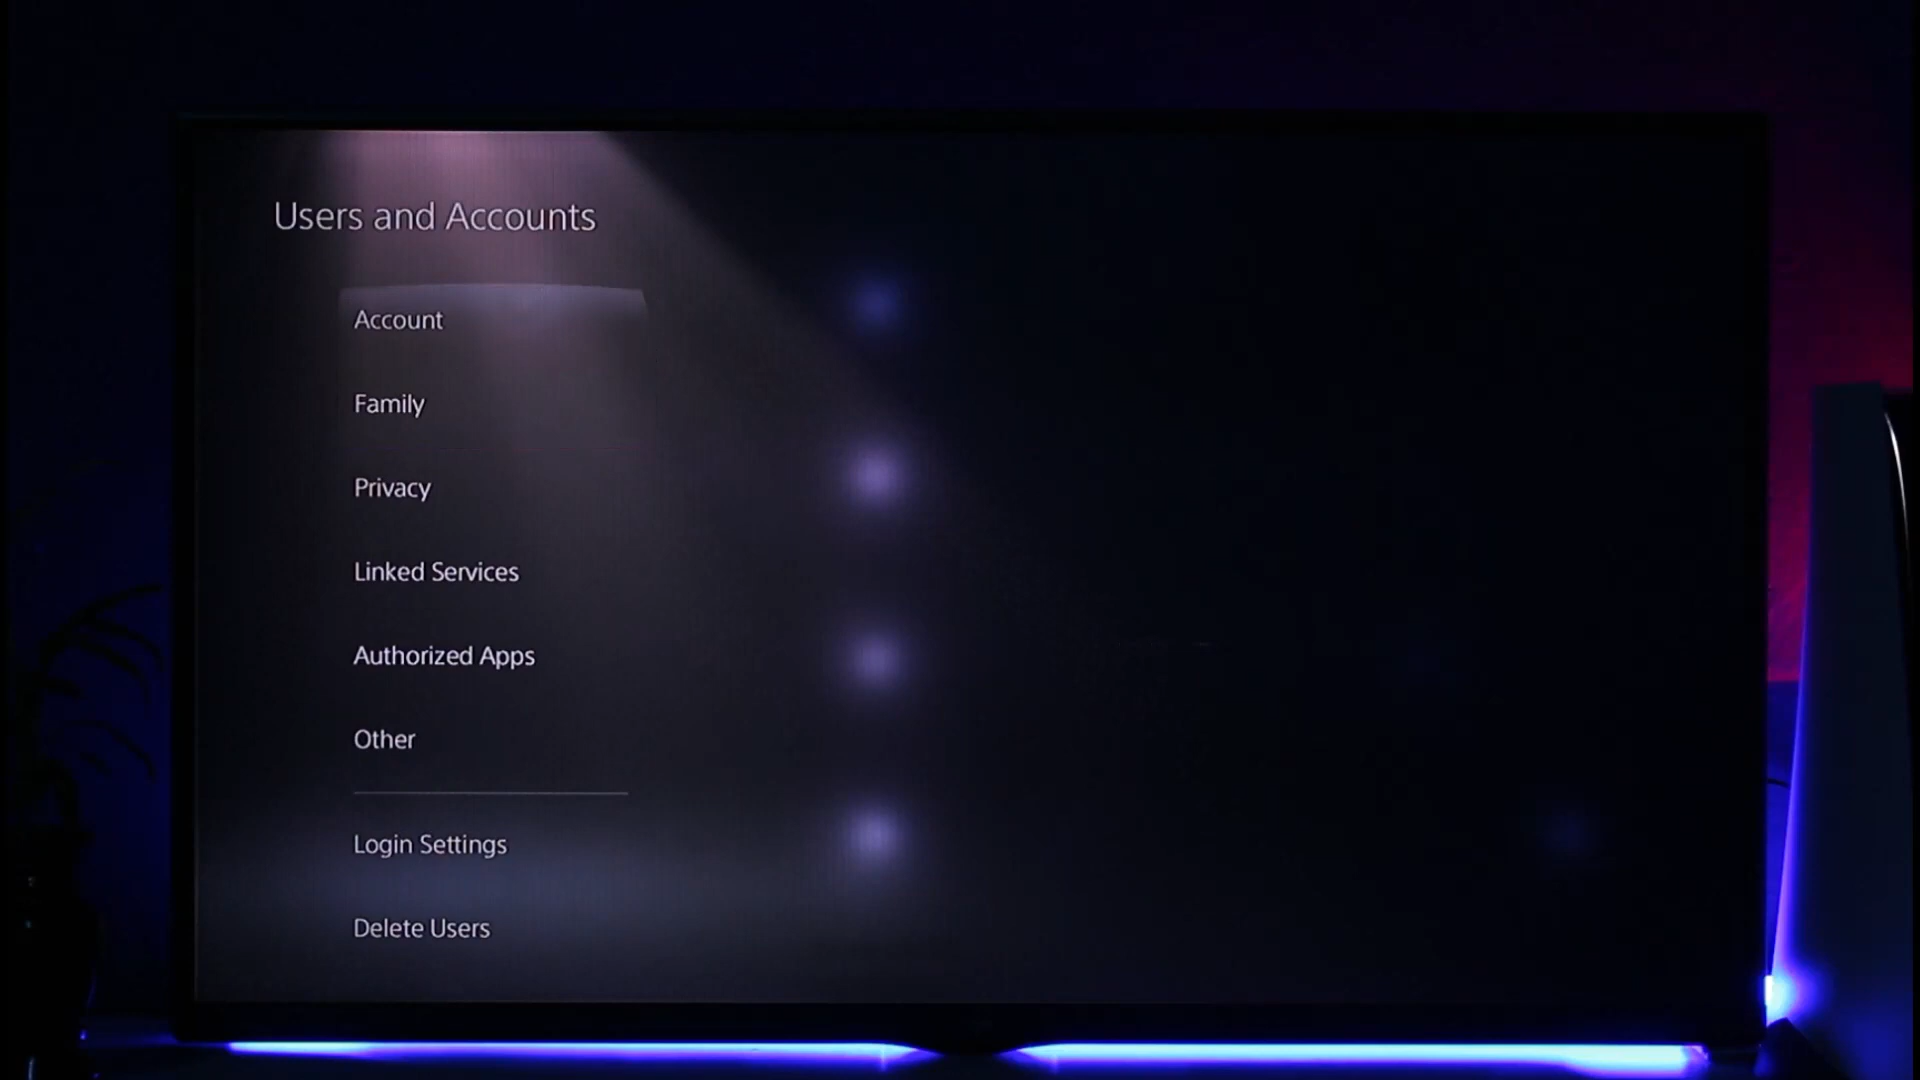 Users and Accounts
Account
Family
Privacy
Linked Services
Authorized Apps
Other
Login Settings
Delete Users